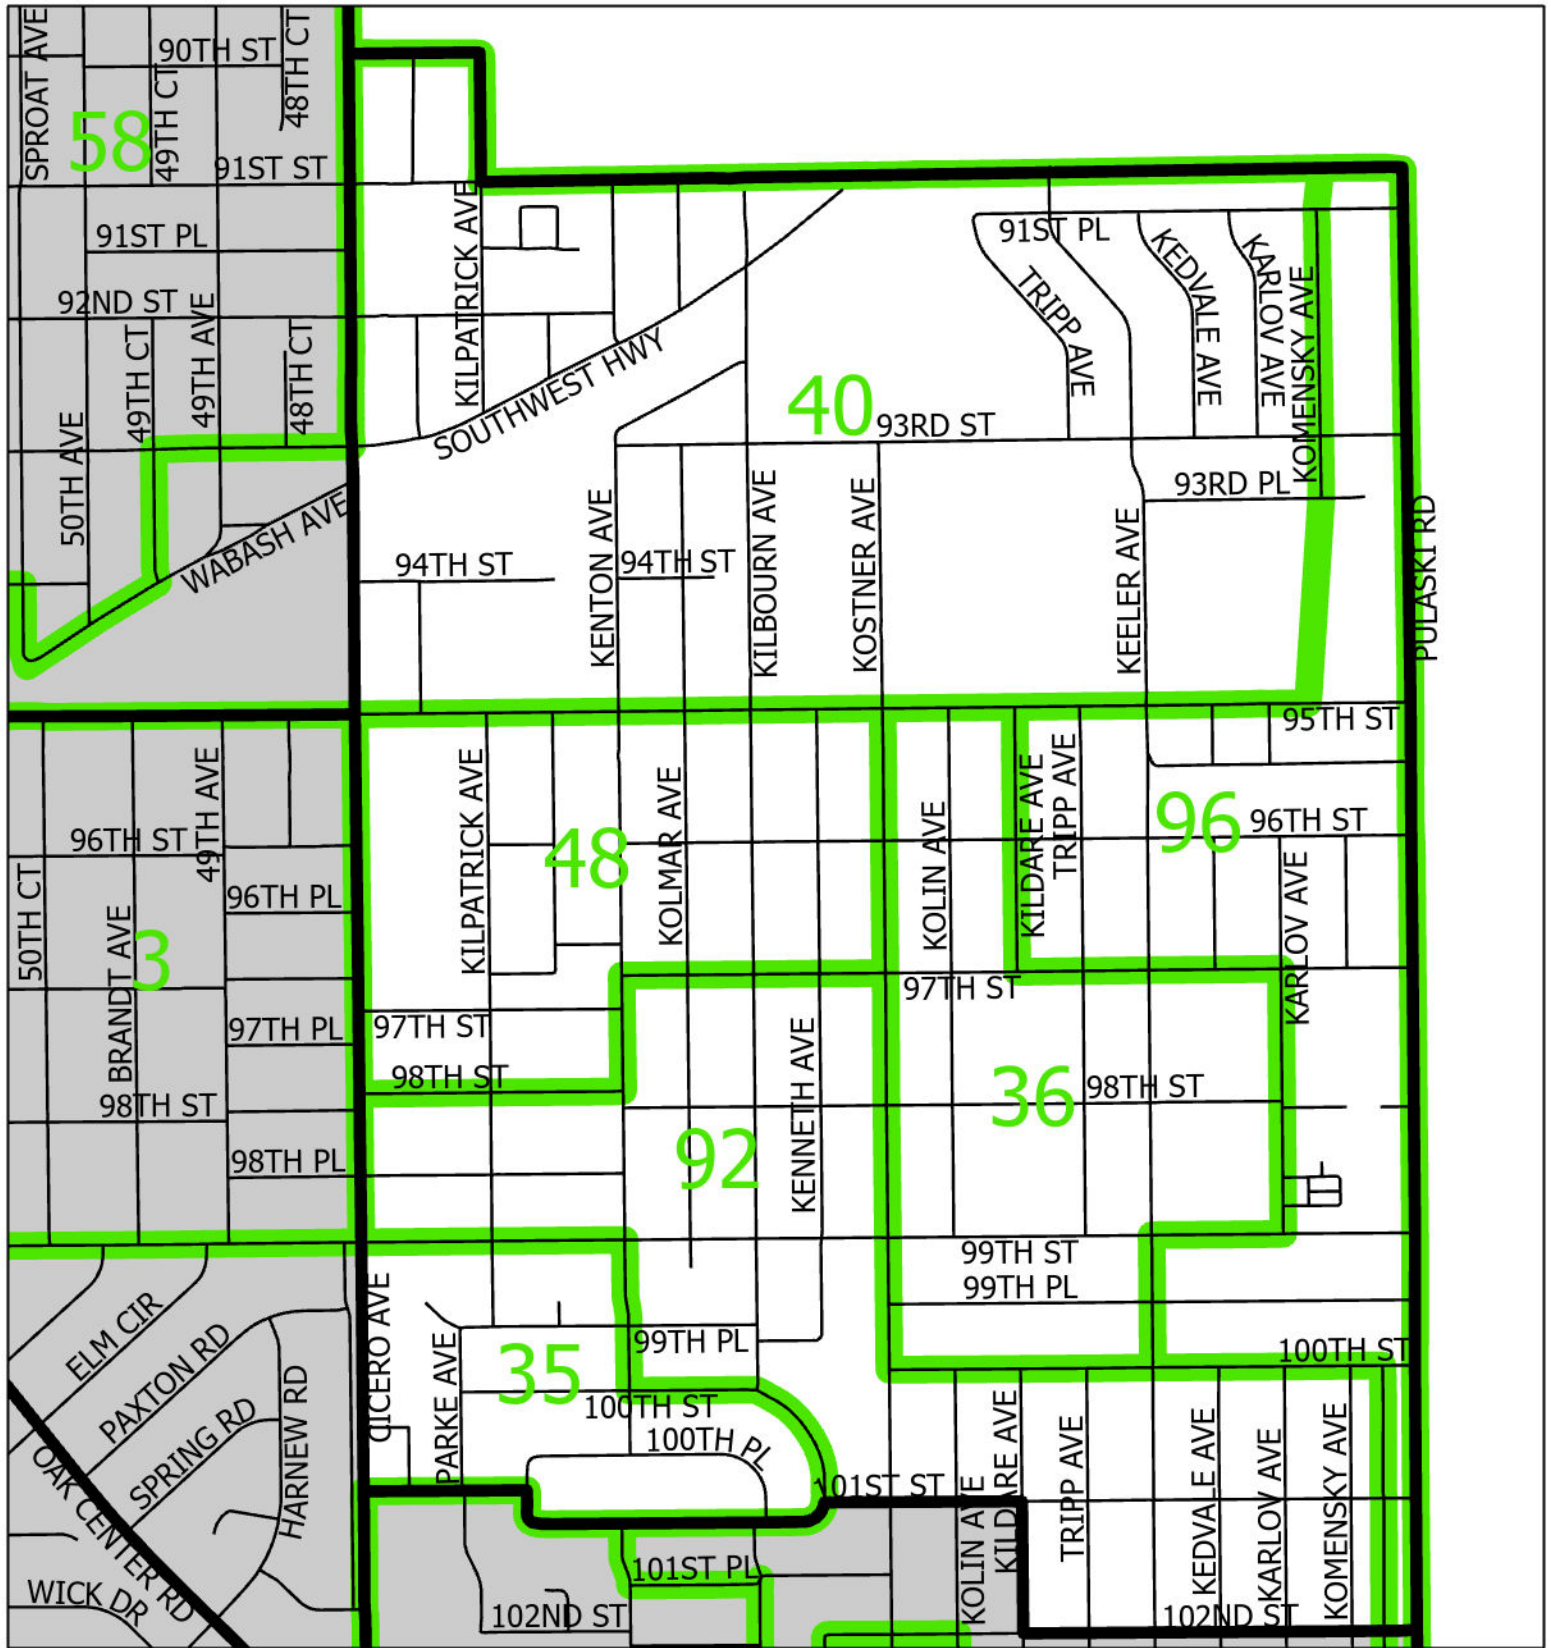 SPROAT AVE
90TH ST
48TH CT
58
49TH CT
91ST ST
91ST PL
92ND ST
KILPATRICK AVE
91ST PL
KEDVALE AVE
KARLOV AVE
TRIPP AVE
KOMENSKY AVE
49TH CT
49TH AVE
48TH CT
SOUTHWEST HWY
40
93RD ST
50TH AVE
WABASH AVE
93RD PL
94TH ST
94TH ST
KENTON AVE
KILBOURN AVE
KOSTNER AVE
KEELER AVE
PULASKI RD
95TH ST
49TH AVE
KILPATRICK AVE
KOLMAR AVE
KOLIN AVE
KILDARE AVE
TRIPP AVE
96
96TH ST
96TH ST
48
50TH CT
BRANDT AVE
96TH PL
3
KARLOV AVE
97TH ST
97TH PL
97TH ST
KENNETH AVE
98TH ST
98TH ST
36
98TH ST
98TH PL
92
99TH ST
99TH PL
ELM CIR
PAXTON RD
SPRING RD
HARNEW RD
CICERO AVE
PARKE AVE
35
99TH PL
100TH ST
100TH ST
100TH PL
101ST ST
OAK CENTER RD
KOLIN AVE
KILDARE AVE
TRIPP AVE
KEDVALE AVE
KARLOV AVE
KOMENSKY AVE
101ST PL
WICK DR
102ND ST
102ND ST